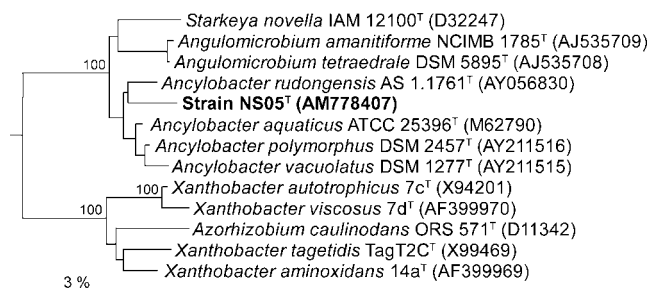 Starkeya novella IAM 12100ᵀ (D32247)
Angulomicrobium amanitiforme NCIMB 1785ᵀ (AJ535709)
100
Angulomicrobium tetraedrale DSM 5895ᵀ (AJ535708)
Ancylobacter rudongensis AS 1.1761ᵀ (AY056830)
Strain NS05ᵀ (AM778407)
Ancylobacter aquaticus ATCC 25396ᵀ (M62790)
Ancylobacter polymorphus DSM 2457ᵀ (AY211516)
Ancylobacter vacuolatus DSM 1277ᵀ (AY211515)
100 Xanthobacter autotrophicus 7cᵀ (X94201)
100 Xanthobacter viscosus 7dᵀ (AF399970)
Azorhizobium caulinodans ORS 571ᵀ (D11342)
Xanthobacter tagetidis TagT2Cᵀ (X99469)
Xanthobacter aminoxidans 14aᵀ (AF399969)
3 %